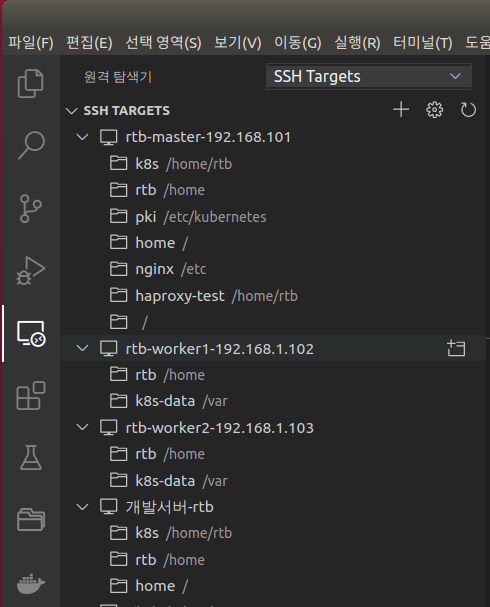 파일(F) 편집(E) 선택 영역(S) 보기(V) 이동(G) 실행(R) 터미널(T) 도움
원격 탐색기 SSH Targets
SSH TARGETS
rtb-master-192.168.101
k8s /home/rtb
rtb /home
pki /etc/kubernetes
home /
nginx /etc
haproxy-test /home/rtb
/
rtb-worker1-192.168.1.102
rtb /home
k8s-data /var
rtb-worker2-192.168.1.103
rtb /home
k8s-data /var
개발서버-rtb
k8s /home/rtb
rtb /home
home /